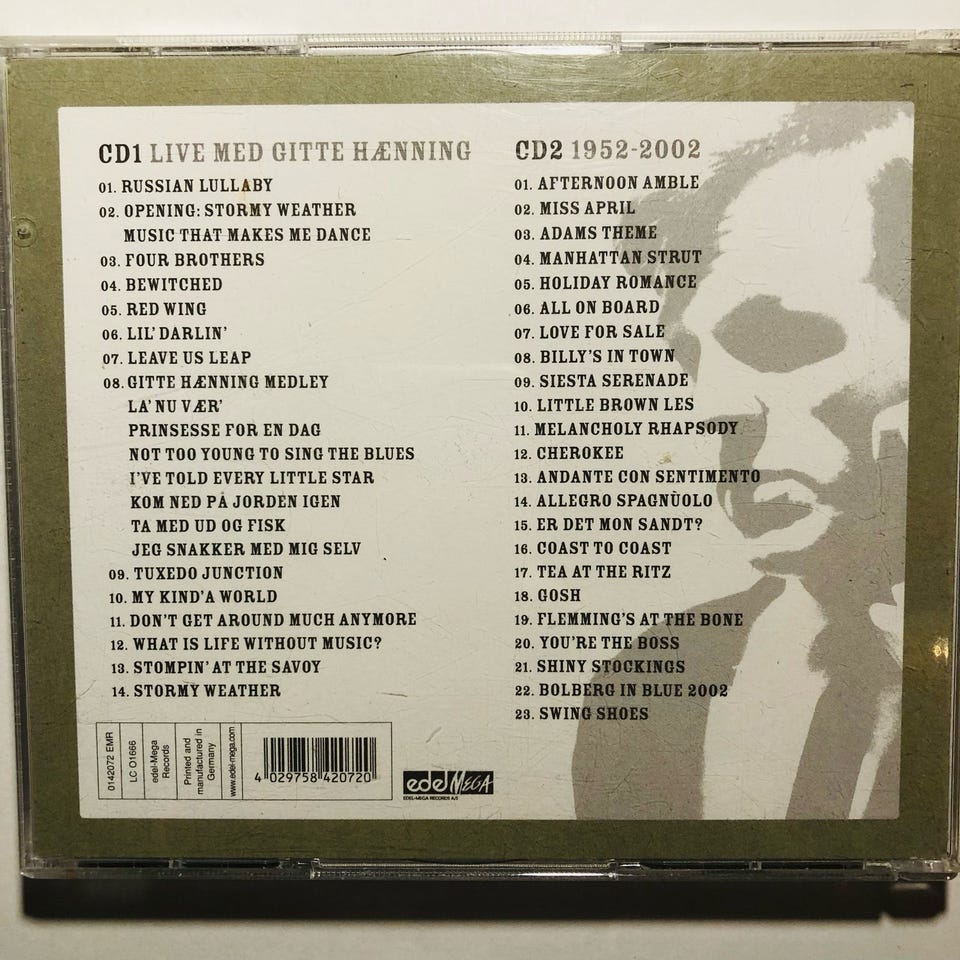 CD1 LIVE MED GITTE HÆNNING
01. RUSSIAN LULLABY
02. OPENING: STORMY WEATHER
MUSIC THAT MAKES ME DANCE
03. FOUR BROTHERS
04. BEWITCHED
05. RED WING
06. LIL' DARLIN'
07. LEAVE US LEAP
08. GITTE HÆNNING MEDLEY
LA' NU VÆR'
PRINSESSE FOR EN DAG
NOT TOO YOUNG TO SING THE BLUES
I'VE TOLD EVERY LITTLE STAR
KOM NED PÅ JORDEN IGEN
TA MED UD OG FISK
JEG SNAKKER MED MIG SELV
09. TUXEDO JUNCTION
10. MY KIND'A WORLD
11. DON'T GET AROUND MUCH ANYMORE
12. WHAT IS LIFE WITHOUT MUSIC?
13. STOMPIN' AT THE SAVOY
14. STORMY WEATHER
CD2 1952-2002
01. AFTERNOON AMBLE
02. MISS APRIL
03. ADAMS THEME
04. MANHATTAN STRUT
05. HOLIDAY ROMANCE
06. ALL ON BOARD
07. LOVE FOR SALE
08. BILLY'S IN TOWN
09. SIESTA SERENADE
10. LITTLE BROWN LES
11. MELANCHOLY RHAPSODY
12. CHEROKEE
13. ANDANTE CON SENTIMENTO
14. ALLEGRO SPAGNÙOLO
15. ER DET MON SANDT?
16. COAST TO COAST
17. TEA AT THE RITZ
18. GOSH
19. FLEMMING'S AT THE BONE
20. YOU'RE THE BOSS
21. SHINY STOCKINGS
22. BOLBERG IN BLUE 2002
23. SWING SHOES
0142072 EMR
LC O1666
edel-Mega
Records
Printed and
manufactured in
Germany
www.edel-mega.com
4 029758 420720
edel MEGA
EDEL-MEGA RECORDS A/S